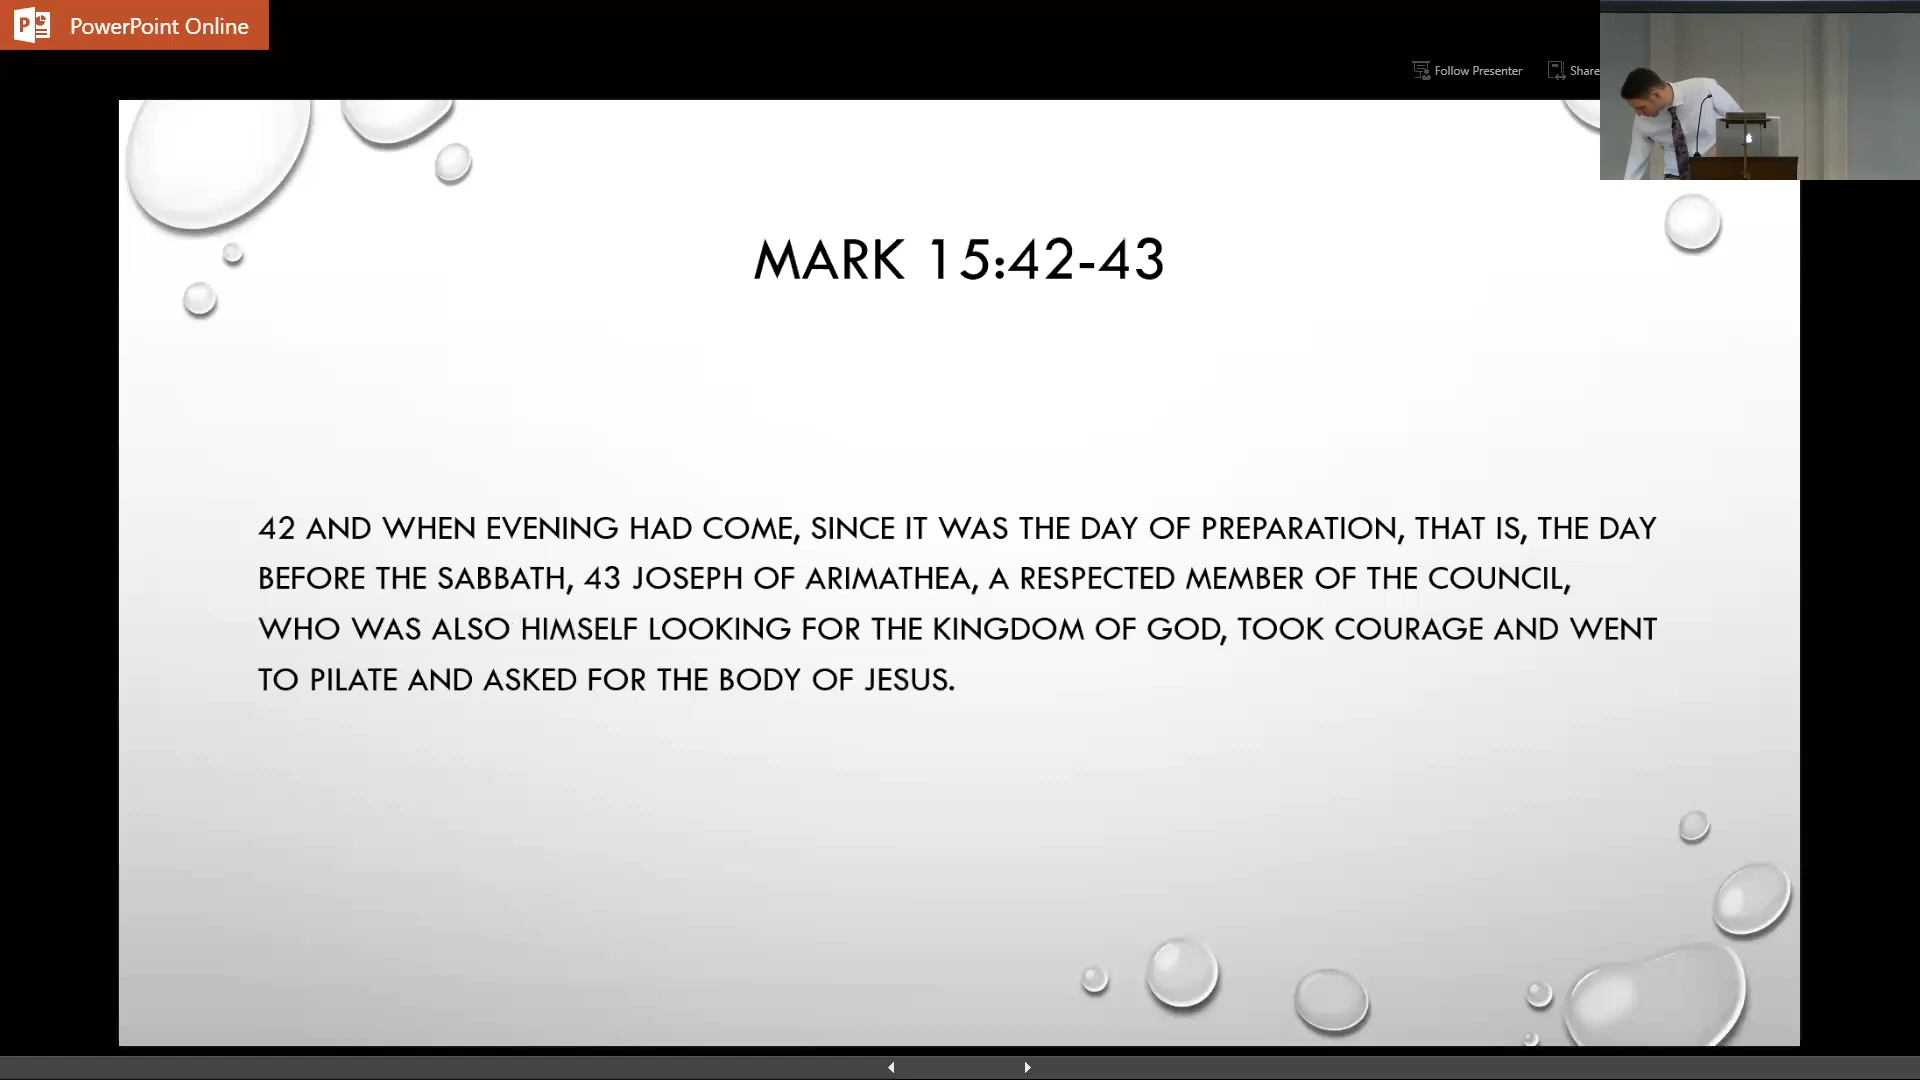 PowerPoint Online
Follow Presenter
Share
MARK 15:42-43
42 AND WHEN EVENING HAD COME, SINCE IT WAS THE DAY OF PREPARATION, THAT IS, THE DAY
BEFORE THE SABBATH, 43 JOSEPH OF ARIMATHEA, A RESPECTED MEMBER OF THE COUNCIL,
WHO WAS ALSO HIMSELF LOOKING FOR THE KINGDOM OF GOD, TOOK COURAGE AND WENT
TO PILATE AND ASKED FOR THE BODY OF JESUS.